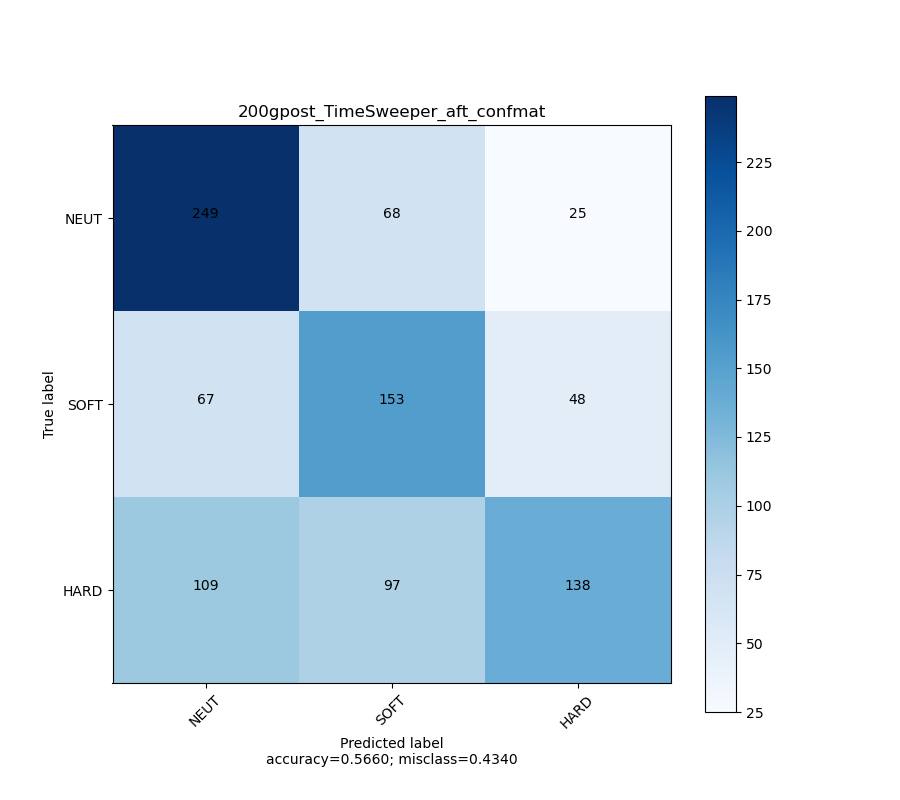 200gpost_TimeSweeper_aft_confmat
NEUT 249 68 25
SOFT 67 153 48
HARD 109 97 138
NEUT SOFT HARD
True label
Predicted label
accuracy=0.5660; misclass=0.4340
225
200
175
150
125
100
75
50
25